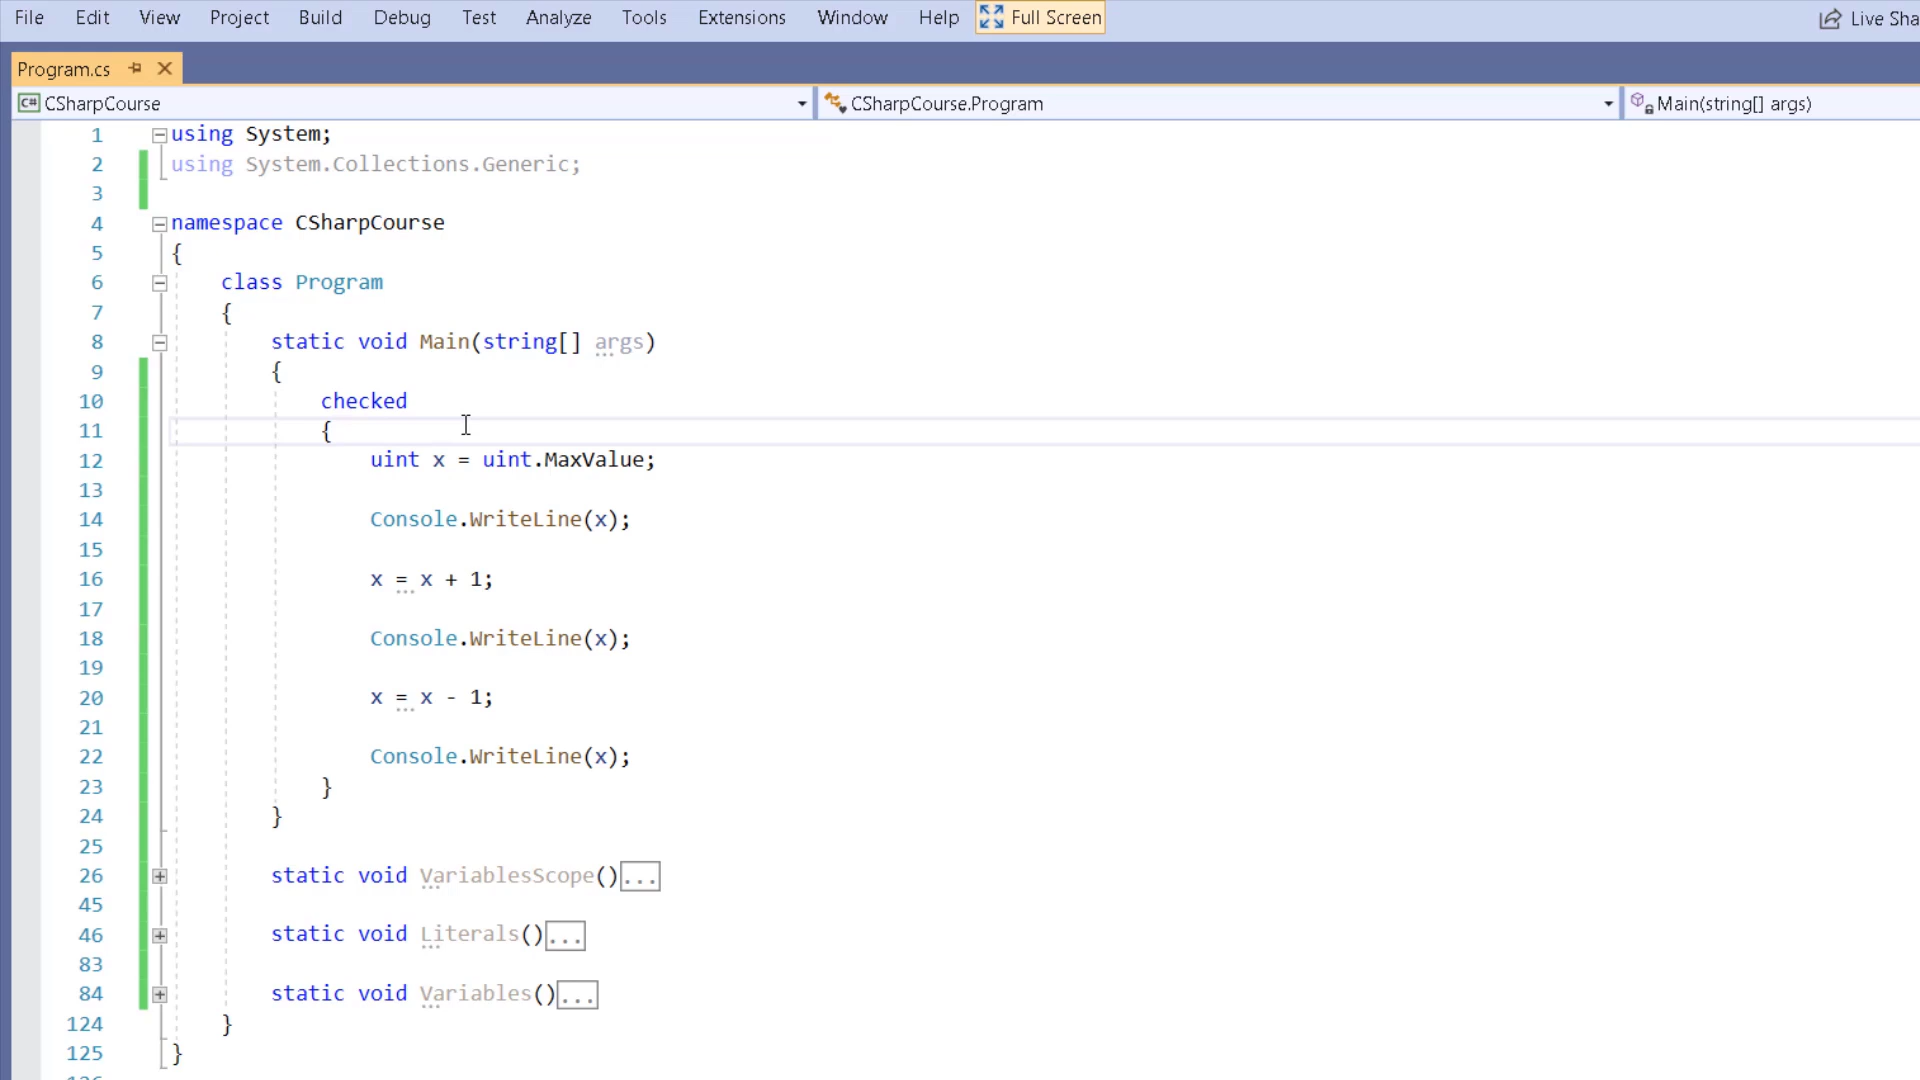 File Edit View Project Build Debug Test Analyze Tools Extensions Window Help Full Screen Live Sha
Program.cs
C# CSharpCourse CSharpCourse.Program Main(string[] args)
1 using System;
2 using System.Collections.Generic;
3
4 namespace CSharpCourse
5 {
6 class Program
7 {
8 static void Main(string[] args)
9 {
10 checked
11 {
12 uint x = uint.MaxValue;
13
14 Console.WriteLine(x);
15
16 x = x + 1;
17
18 Console.WriteLine(x);
19
20 x = x - 1;
21
22 Console.WriteLine(x);
23 }
24 }
25
26 static void VariablesScope()...
45
46 static void Literals()...
83
84 static void Variables()...
124 }
125 }